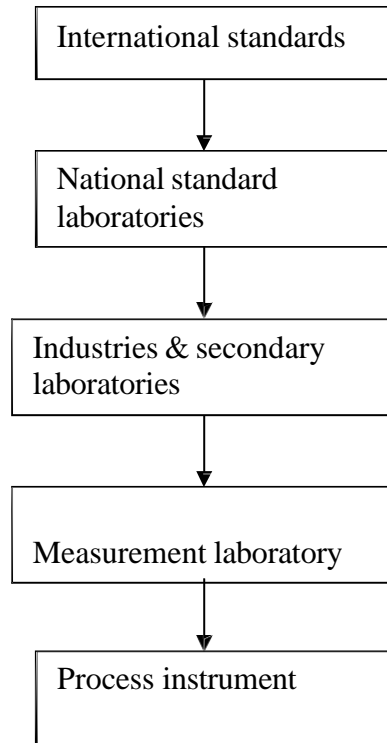 International standards
National standard
laboratories
Industries & secondary
laboratories
Measurement laboratory
Process instrument